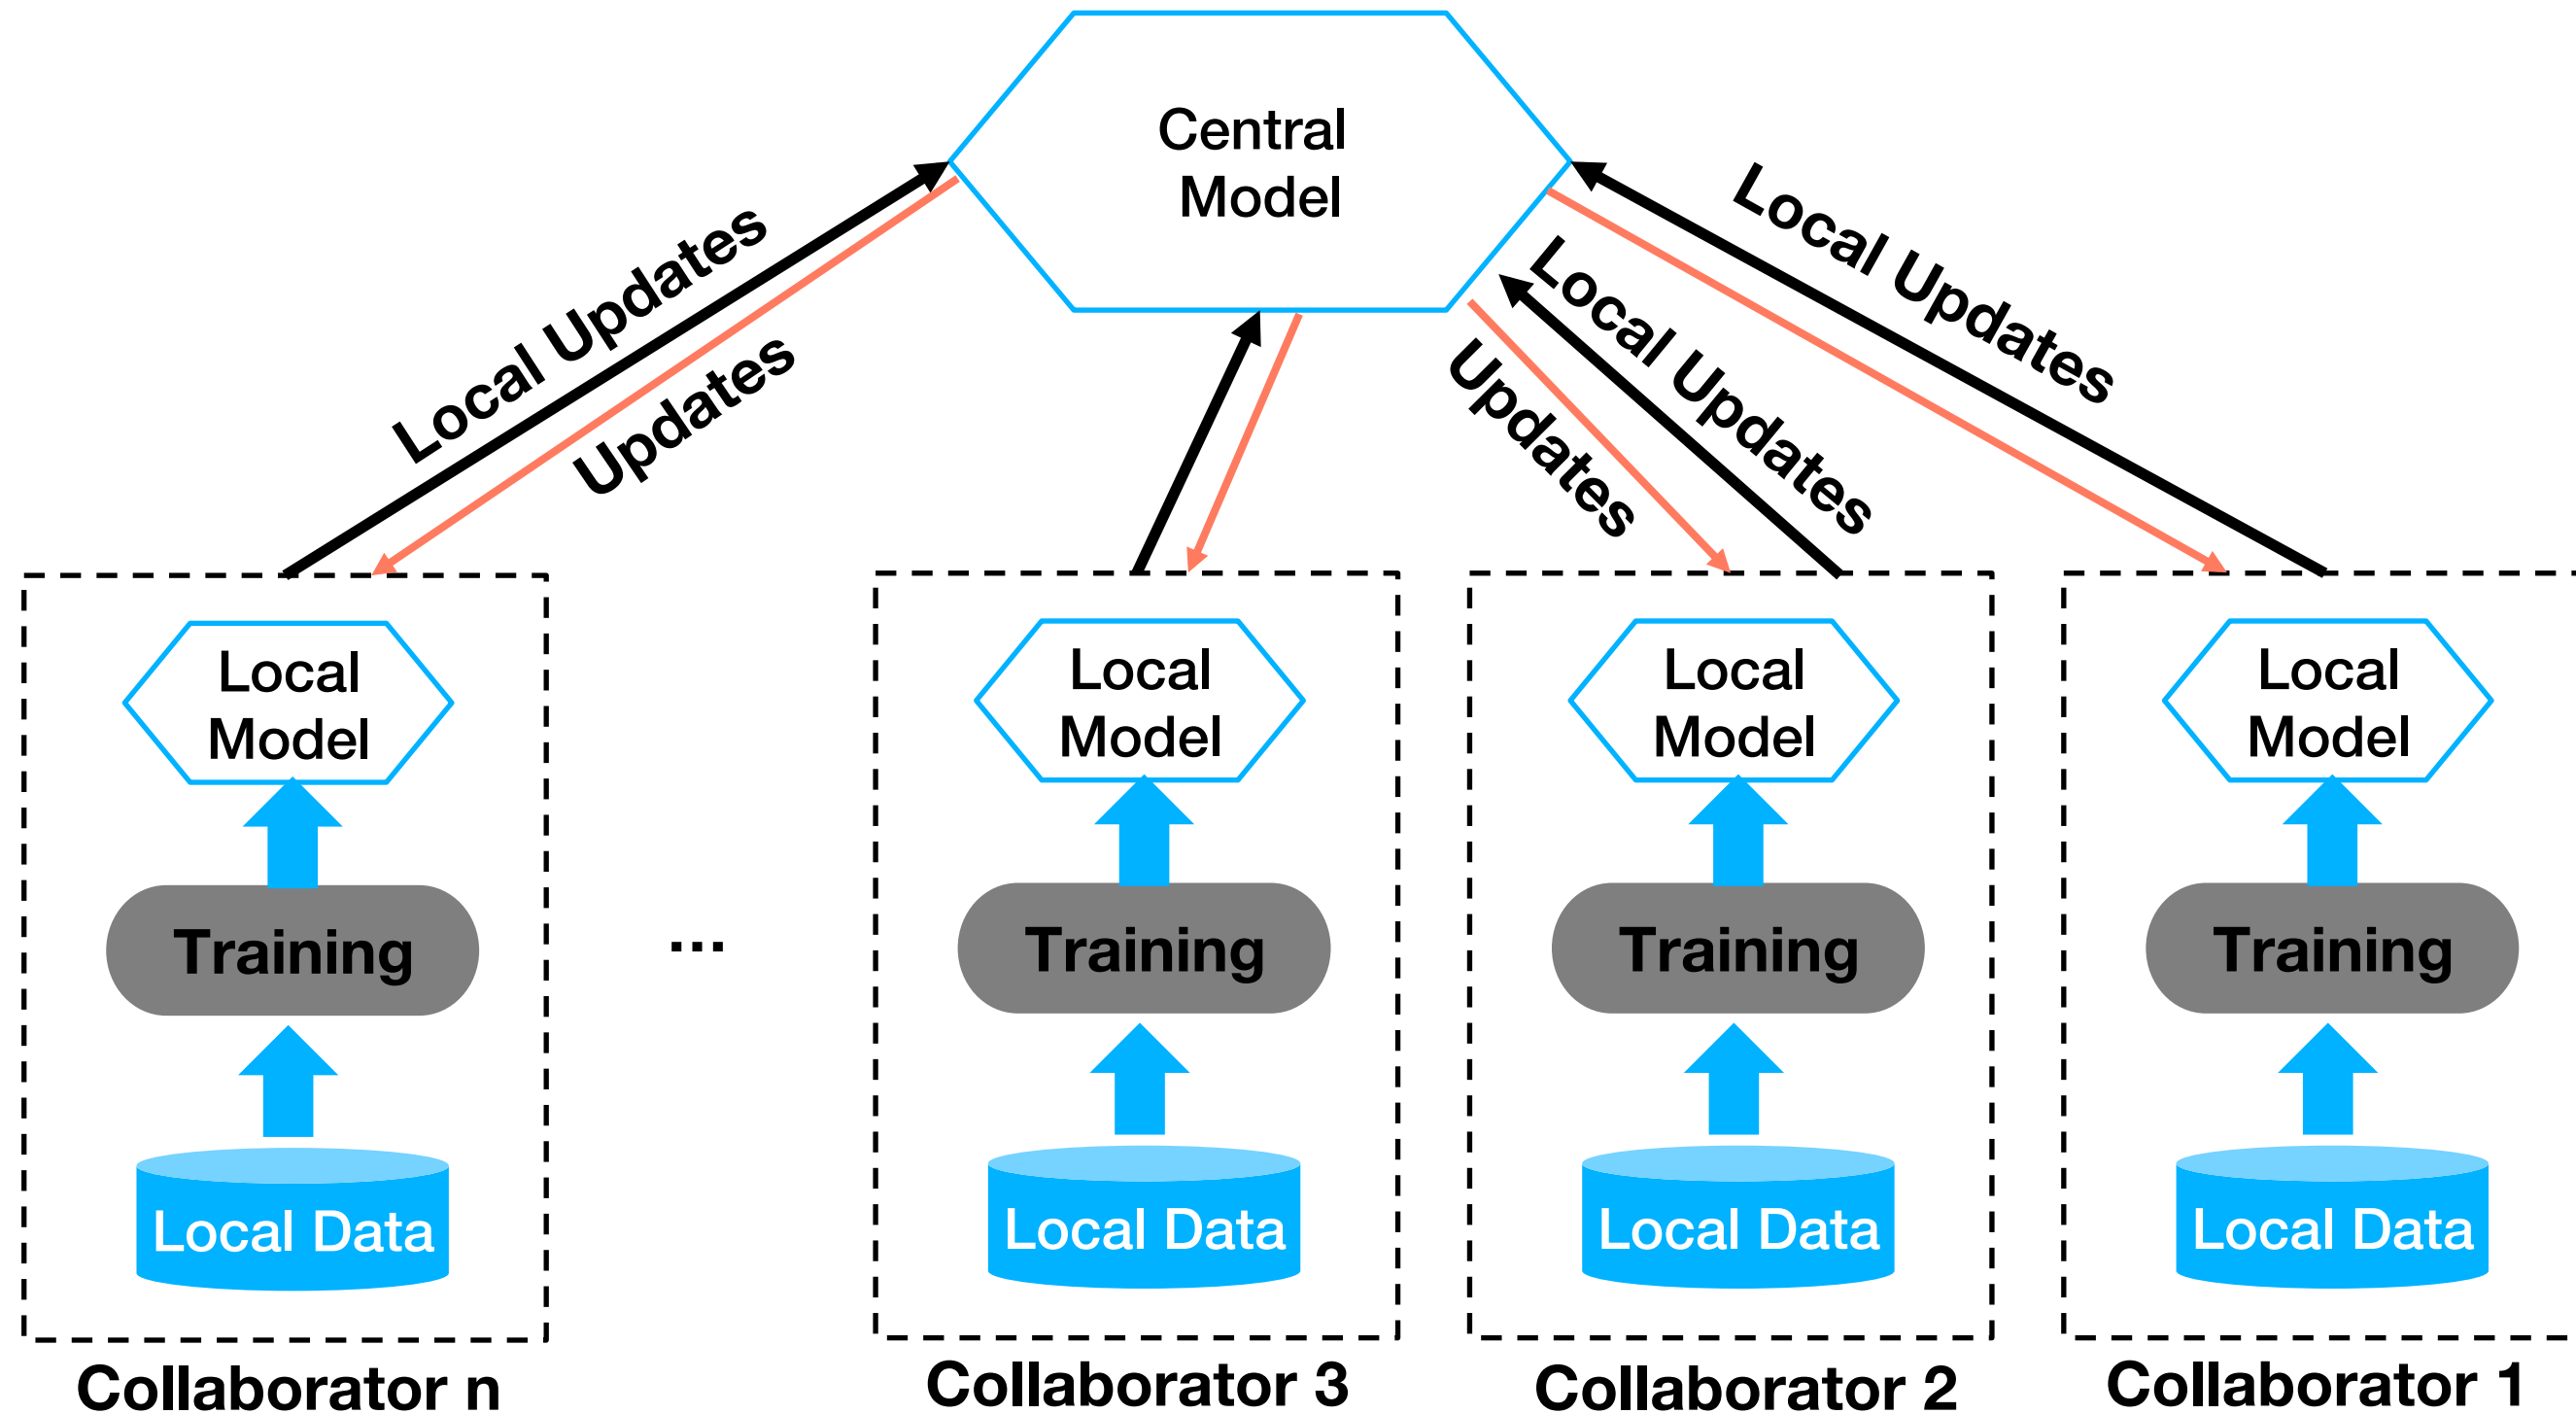 Central
Model
Local Updates
Updates
Local Updates
Updates
Local Updates
Local
Model
Local
Model
Local
Model
Local
Model
Training
...
Training
Training
Training
Local Data
Local Data
Local Data
Local Data
Collaborator n
Collaborator 3
Collaborator 2
Collaborator 1